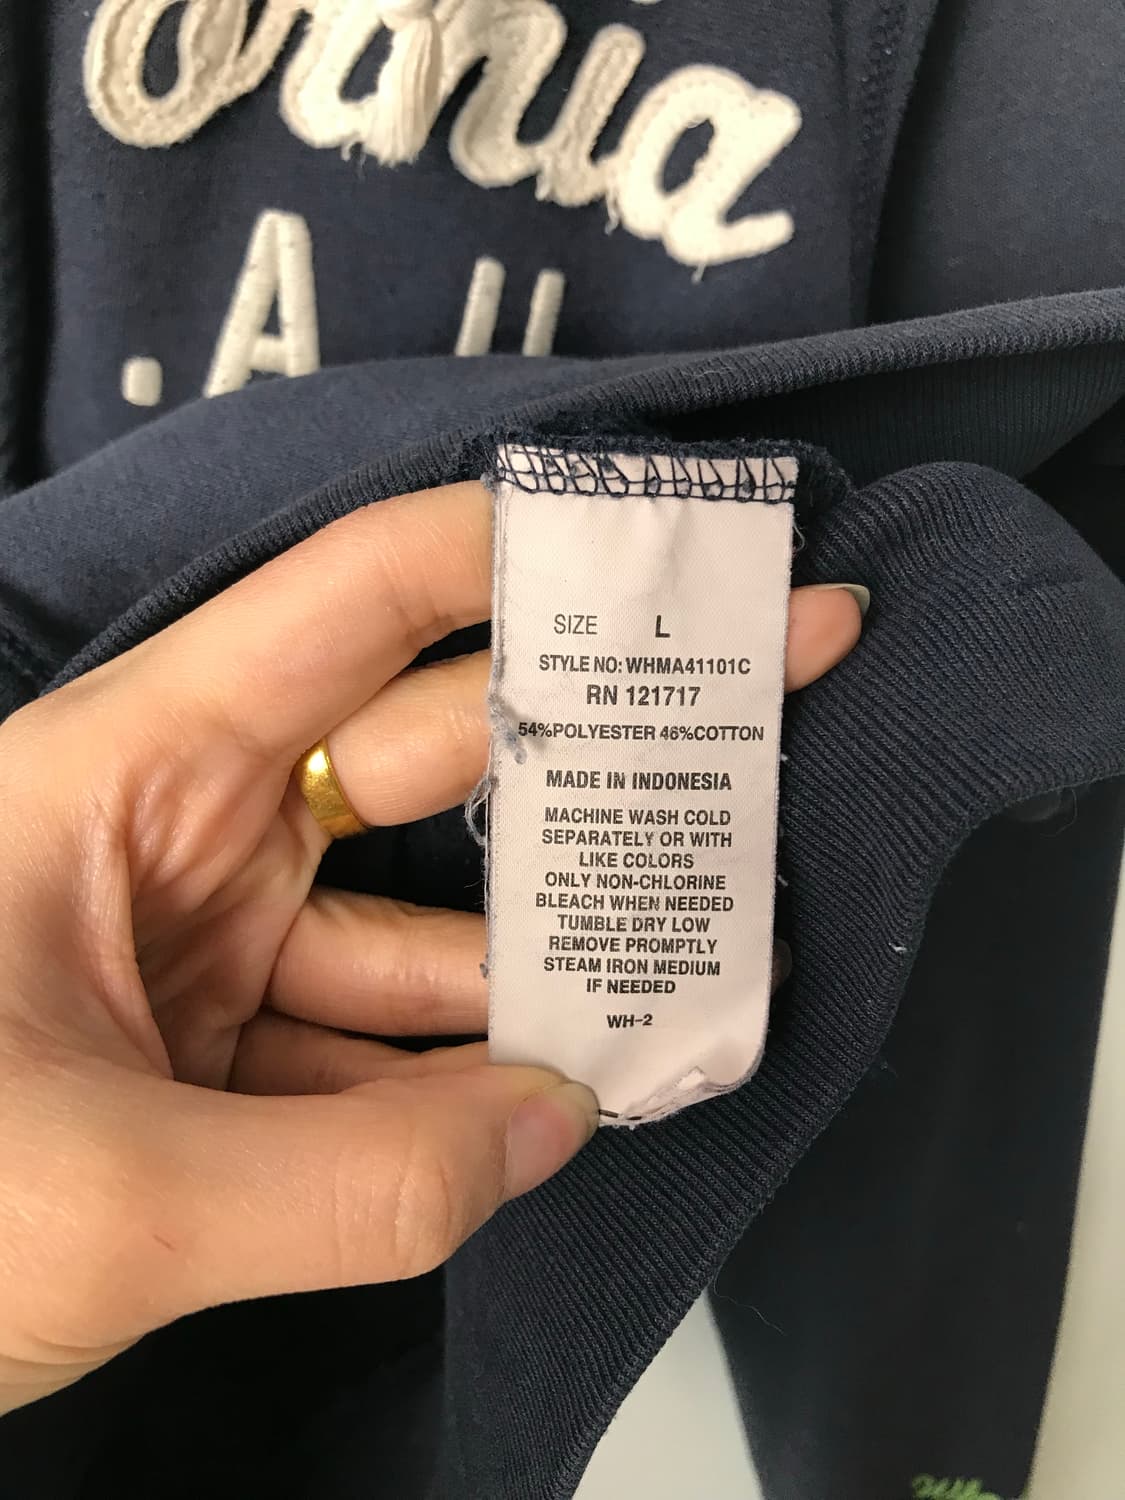 rnia
. A
SIZE L
STYLE NO: WHMA41101C
RN 121717
54%POLYESTER 46%COTTON
MADE IN INDONESIA
MACHINE WASH COLD
SEPARATELY OR WITH
LIKE COLORS
ONLY NON-CHLORINE
BLEACH WHEN NEEDED
TUMBLE DRY LOW
REMOVE PROMPTLY
STEAM IRON MEDIUM
IF NEEDED
WH-2